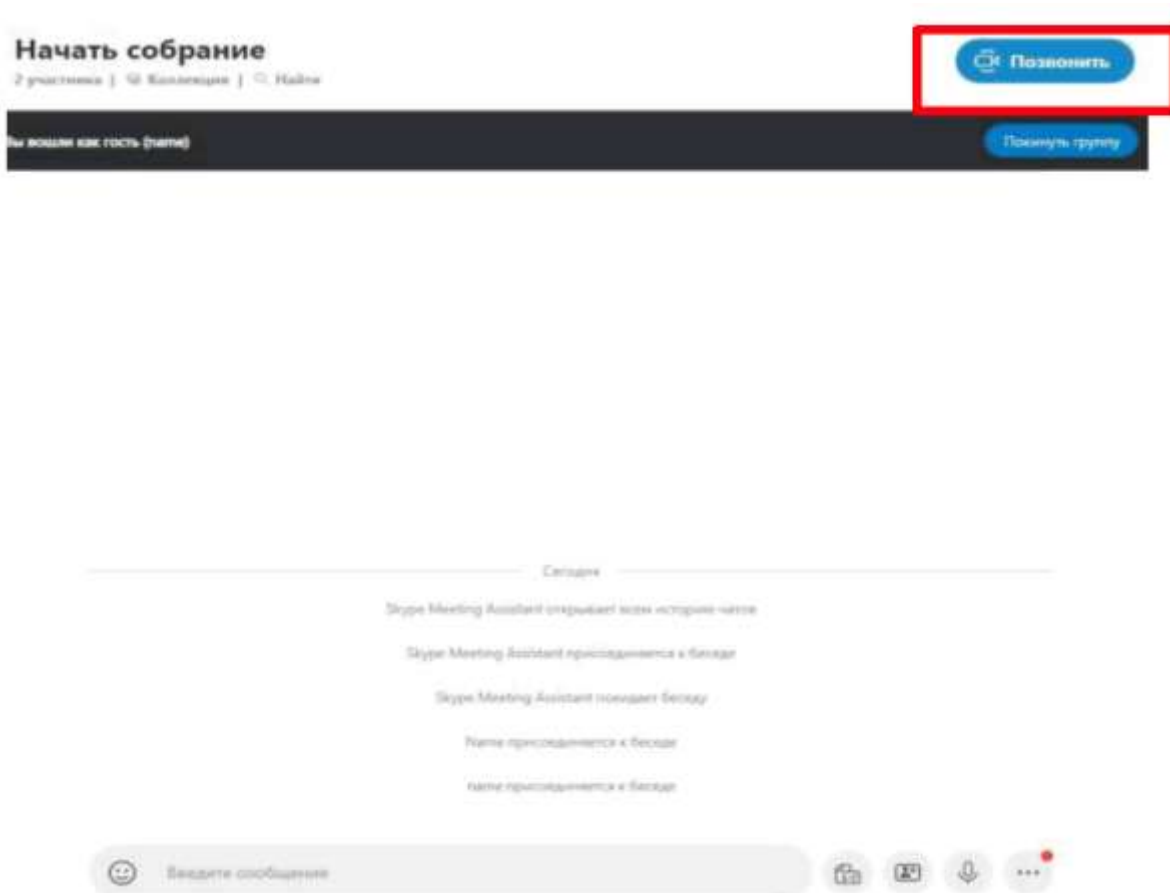 Начать собрание
Позвонить
2 участника | Коллекция | Найти
Вы вошли как гость (name)
Покинуть группу
Сегодня
Skype Meeting Assistant открывает всем историю чатов
Skype Meeting Assistant присоединяется к беседе
Skype Meeting Assistant покидает беседу
Name присоединяется к беседе
name присоединяется к беседе
Введите сообщение